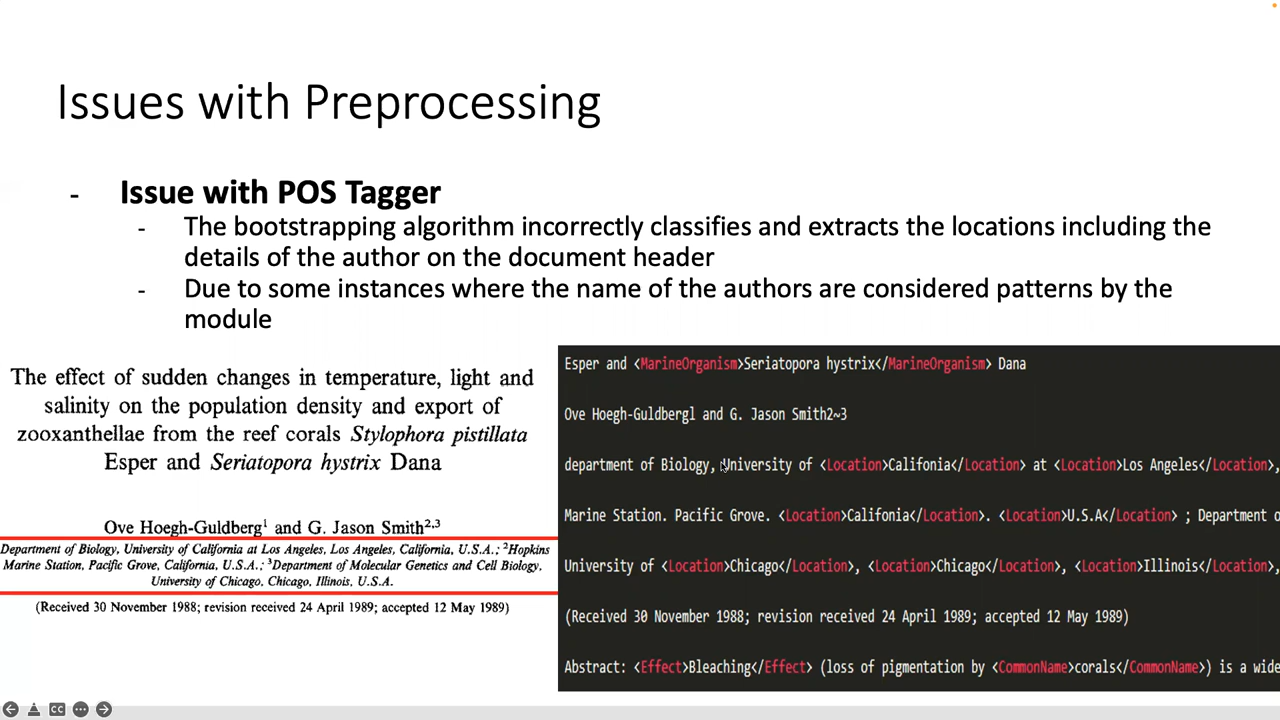 Issues with Preprocessing
- Issue with POS Tagger
- The bootstrapping algorithm incorrectly classifies and extracts the locations including the
details of the author on the document header
- Due to some instances where the name of the authors are considered patterns by the
module
The effect of sudden changes in temperature, light and
salinity on the population density and export of
zooxanthellae from the reef corals Stylophora pistillata
Esper and Seriatopora hystrix Dana
Ove Hoegh-Guldberg¹ and G. Jason Smith²,³
Department of Biology, University of California at Los Angeles, Los Angeles, California, U.S.A.; ²Hopkins
Marine Station, Pacific Grove, California, U.S.A.; ³Department of Molecular Genetics and Cell Biology,
University of Chicago, Chicago, Illinois, U.S.A.
(Received 30 November 1988; revision received 24 April 1989; accepted 12 May 1989)
Esper and <MarineOrganism>Seriatopora hystrix</MarineOrganism> Dana
Ove Hoegh-Guldbergl and G. Jason Smith2~3
department of Biology, University of <Location>Califonia</Location> at <Location>Los Angeles</Location>,
Marine Station. Pacific Grove. <Location>Califonia</Location>. <Location>U.S.A</Location> ; Department o
University of <Location>Chicago</Location>, <Location>Chicago</Location>, <Location>Illinois</Location>,
(Received 30 November 1988; revision received 24 April 1989; accepted 12 May 1989)
Abstract: <Effect>Bleaching</Effect> (loss of pigmentation by <CommonName>corals</CommonName>) is a wide
CC